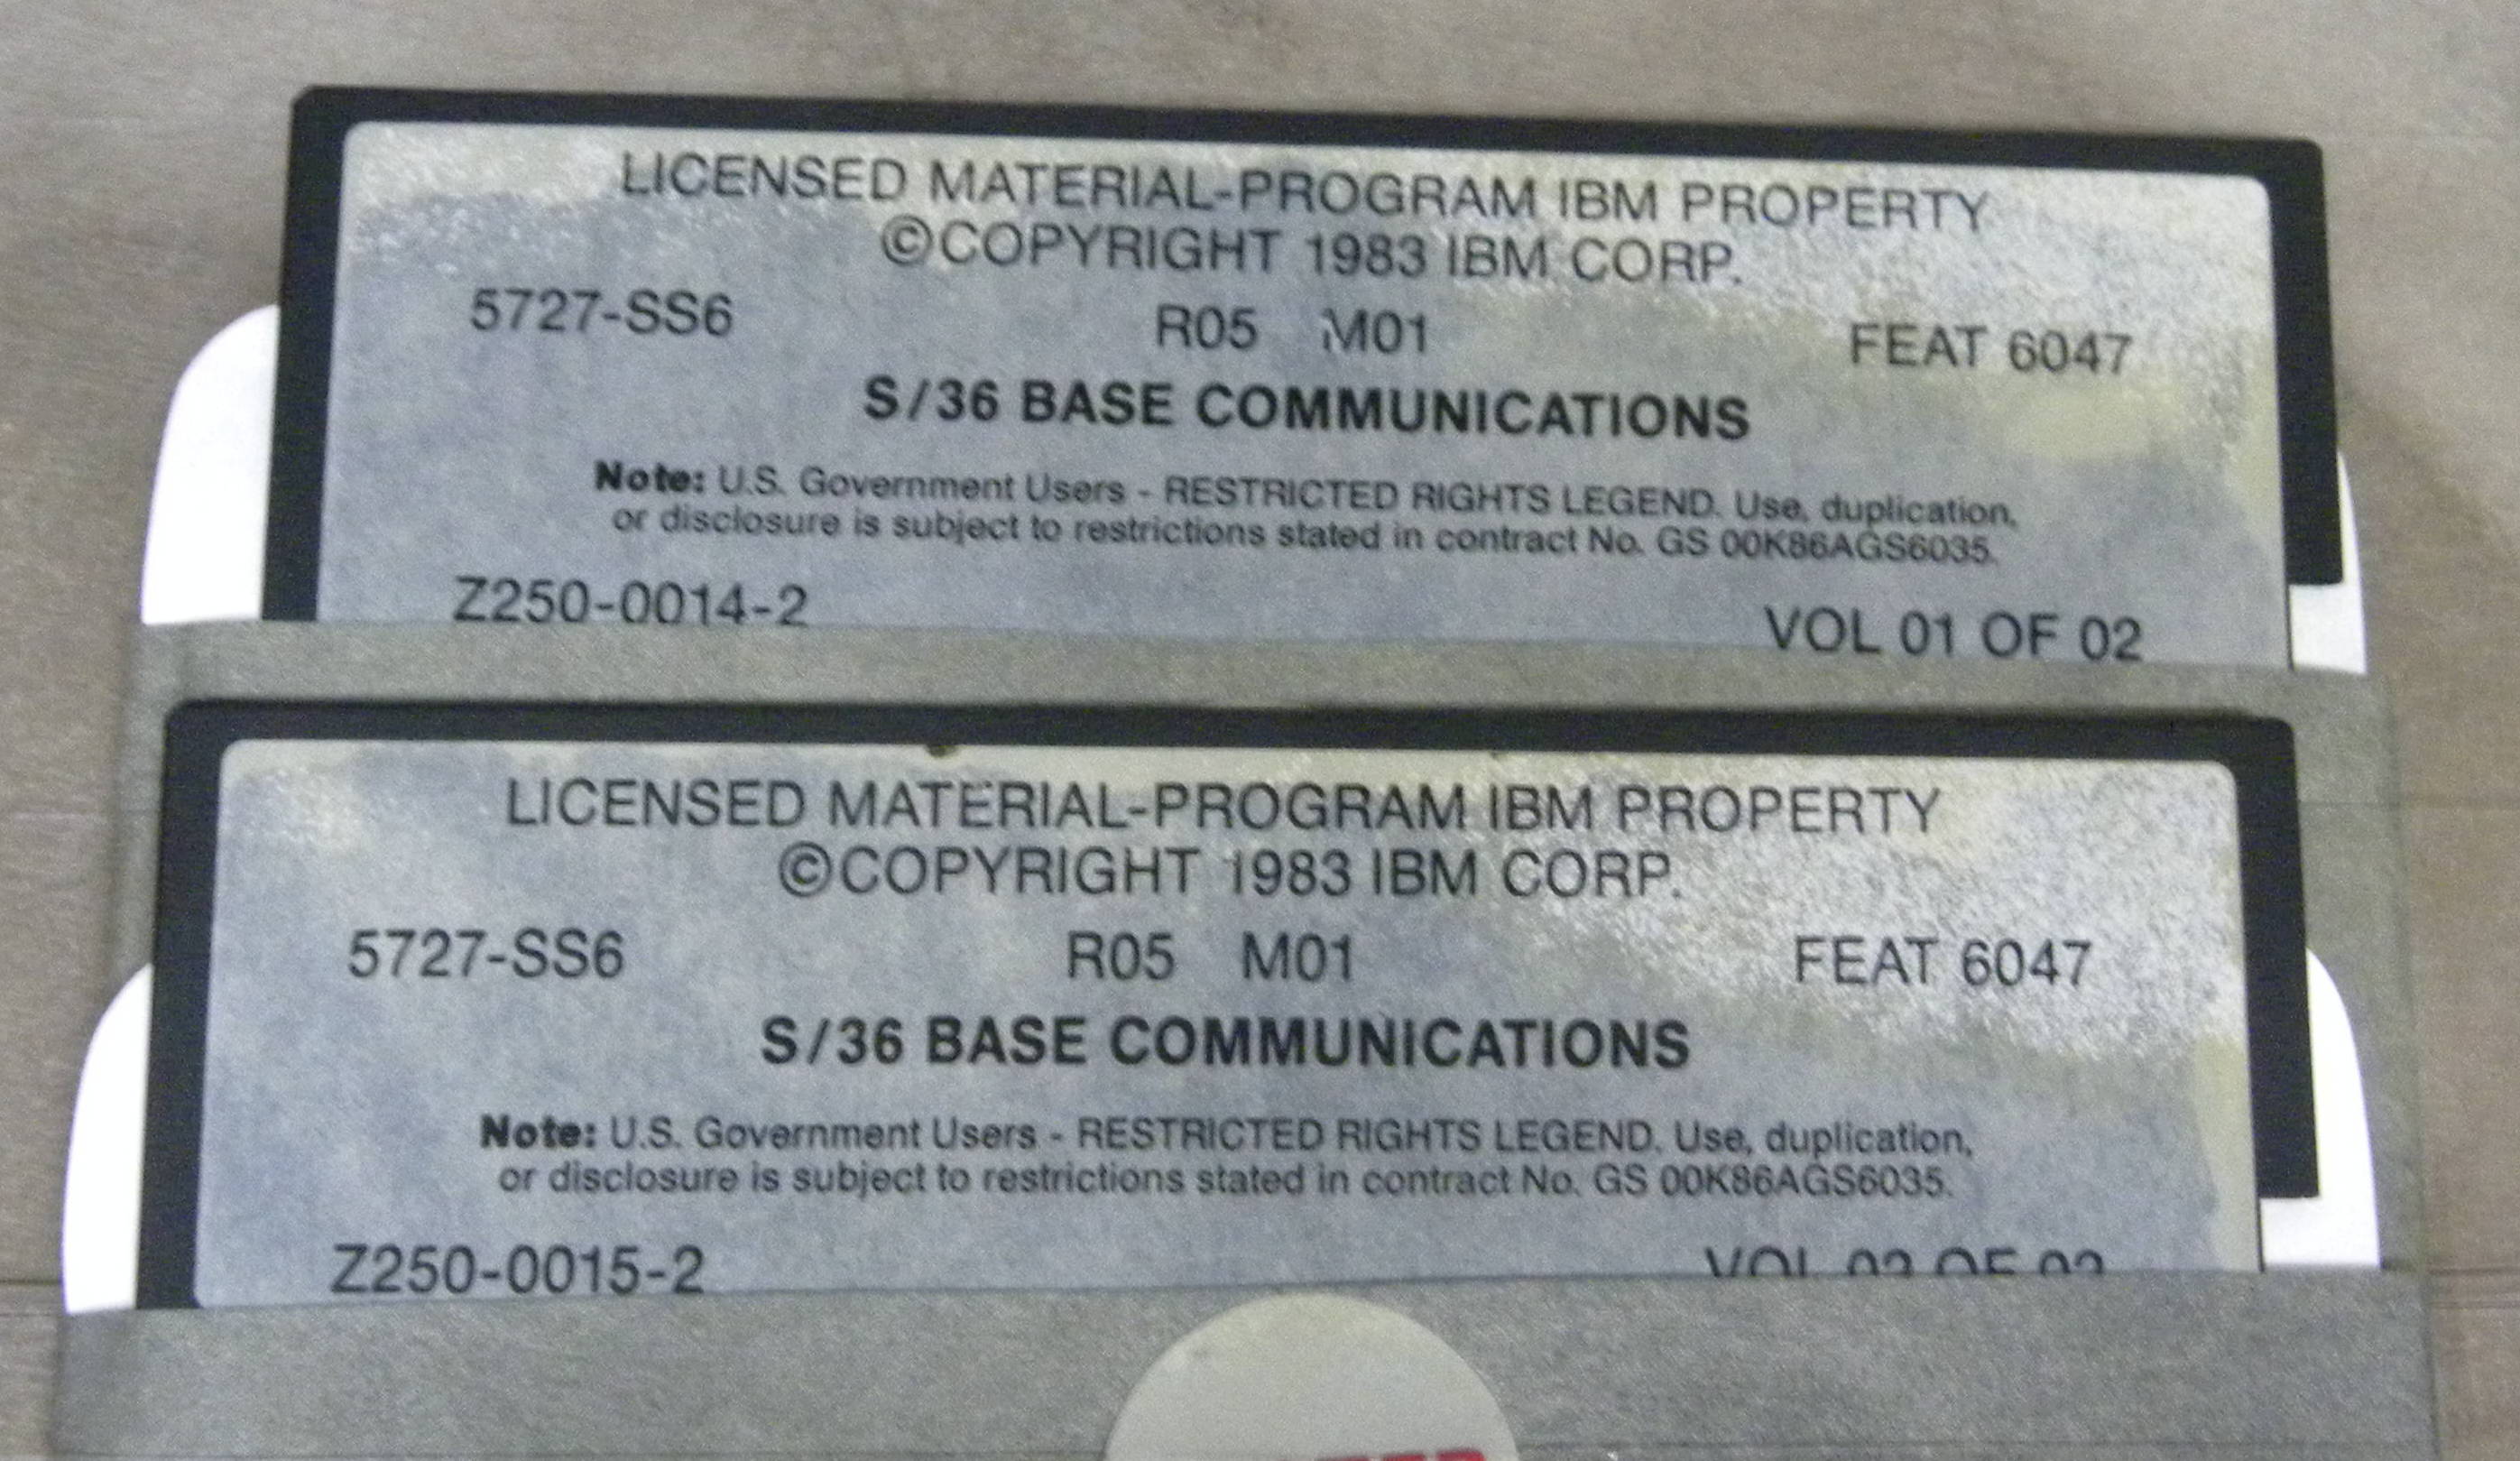 LICENSED MATERIAL-PROGRAM IBM PROPERTY
©COPYRIGHT 1983 IBM CORP.
5727-SS6 R05 M01 FEAT 6047
S/36 BASE COMMUNICATIONS
Note: U.S. Government Users - RESTRICTED RIGHTS LEGEND. Use, duplication,
or disclosure is subject to restrictions stated in contract No. GS 00K86AGS6035.
Z250-0014-2 VOL 01 OF 02
LICENSED MATERIAL-PROGRAM IBM PROPERTY
©COPYRIGHT 1983 IBM CORP.
5727-SS6 R05 M01 FEAT 6047
S/36 BASE COMMUNICATIONS
Note: U.S. Government Users - RESTRICTED RIGHTS LEGEND. Use, duplication,
or disclosure is subject to restrictions stated in contract No. GS 00K86AGS6035.
Z250-0015-2 VOL 02 OF 02